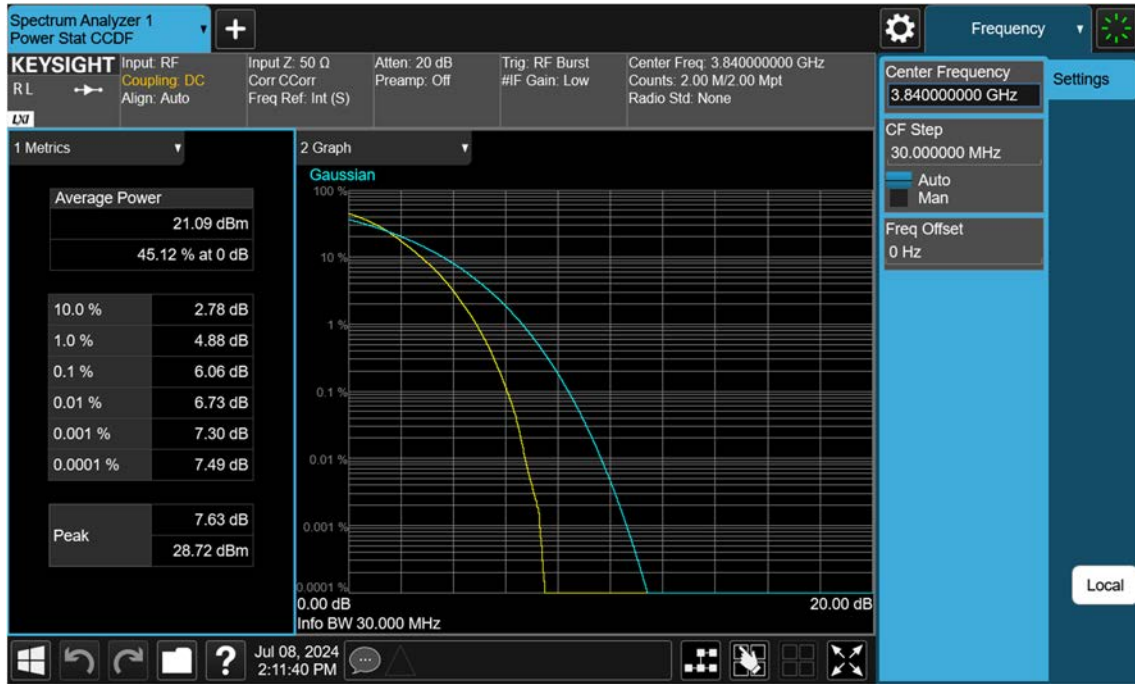 Spectrum Analyzer 1
Power Stat CCDF
Frequency
KEYSIGHT
RL
LXI
Input: RF
Coupling: DC
Align: Auto
Input Z: 50 Ω
Corr CCorr
Freq Ref: Int (S)
Atten: 20 dB
Preamp: Off
Trig: RF Burst
#IF Gain: Low
Center Freq: 3.840000000 GHz
Counts: 2.00 M/2.00 Mpt
Radio Std: None
Center Frequency
3.840000000 GHz
Settings
CF Step
30.000000 MHz
Auto
Man
Freq Offset
0 Hz
1 Metrics
Average Power
21.09 dBm
45.12 % at 0 dB
10.0 % 2.78 dB
1.0 % 4.88 dB
0.1 % 6.06 dB
0.01 % 6.73 dB
0.001 % 7.30 dB
0.0001 % 7.49 dB
Peak
7.63 dB
28.72 dBm
2 Graph
Gaussian
100 %
10 %
1 %
0.1 %
0.01 %
0.001 %
0.0001 %
0.00 dB 20.00 dB
Info BW 30.000 MHz
Local
?
Jul 08, 2024
2:11:40 PM